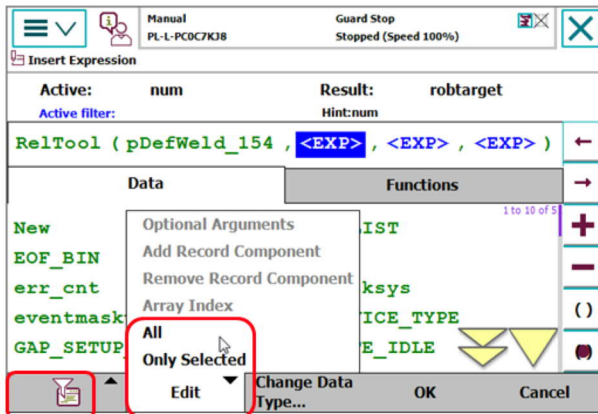 Manual
PL-L-PC0C7KJ8
Guard Stop
Stopped (Speed 100%)
Insert Expression
Active: num Result: robtarget
Active filter: Hint:num
RelTool ( pDefWeld_154 , <EXP> , <EXP> , <EXP> )
Data Functions
1 to 10 of 5
New
EOF_BIN
err_cnt
eventmask
GAP_SETUP_
Optional Arguments
Add Record Component
Remove Record Component
Array Index
All
Only Selected
Edit
Change Data
Type...
OK
Cancel
( )